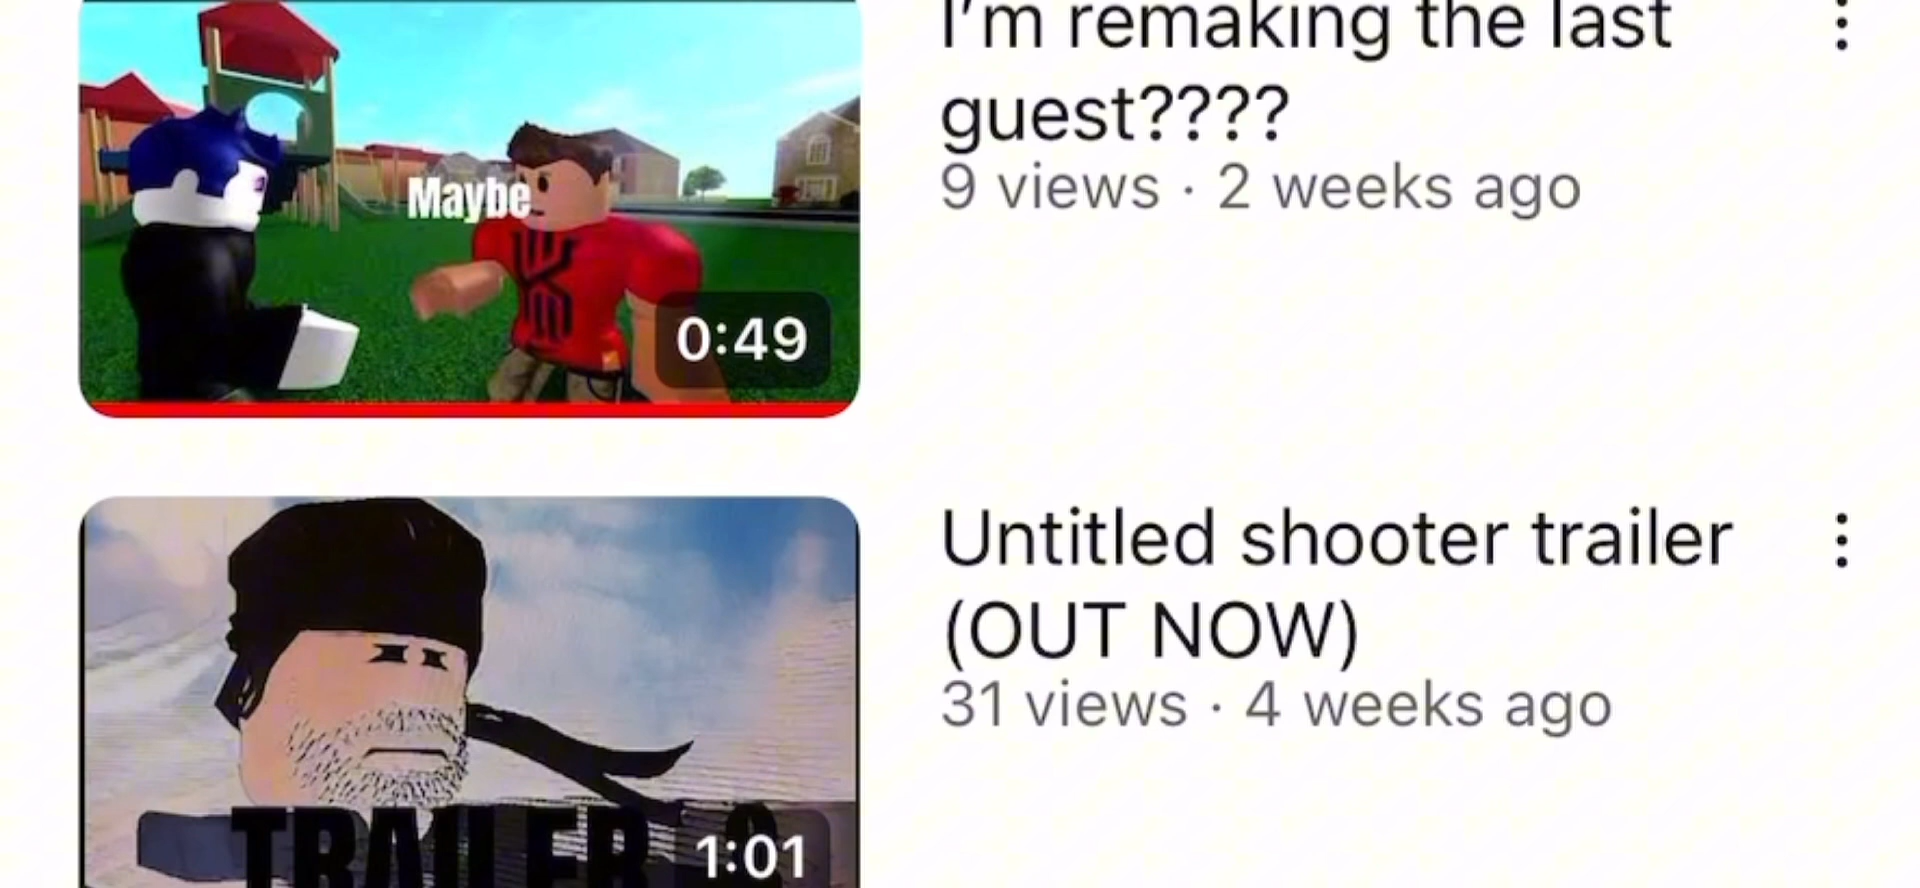 I'm remaking the last
guest????
9 views · 2 weeks ago
Maybe
0:49
Untitled shooter trailer
(OUT NOW)
31 views · 4 weeks ago
TRAILER
1:01